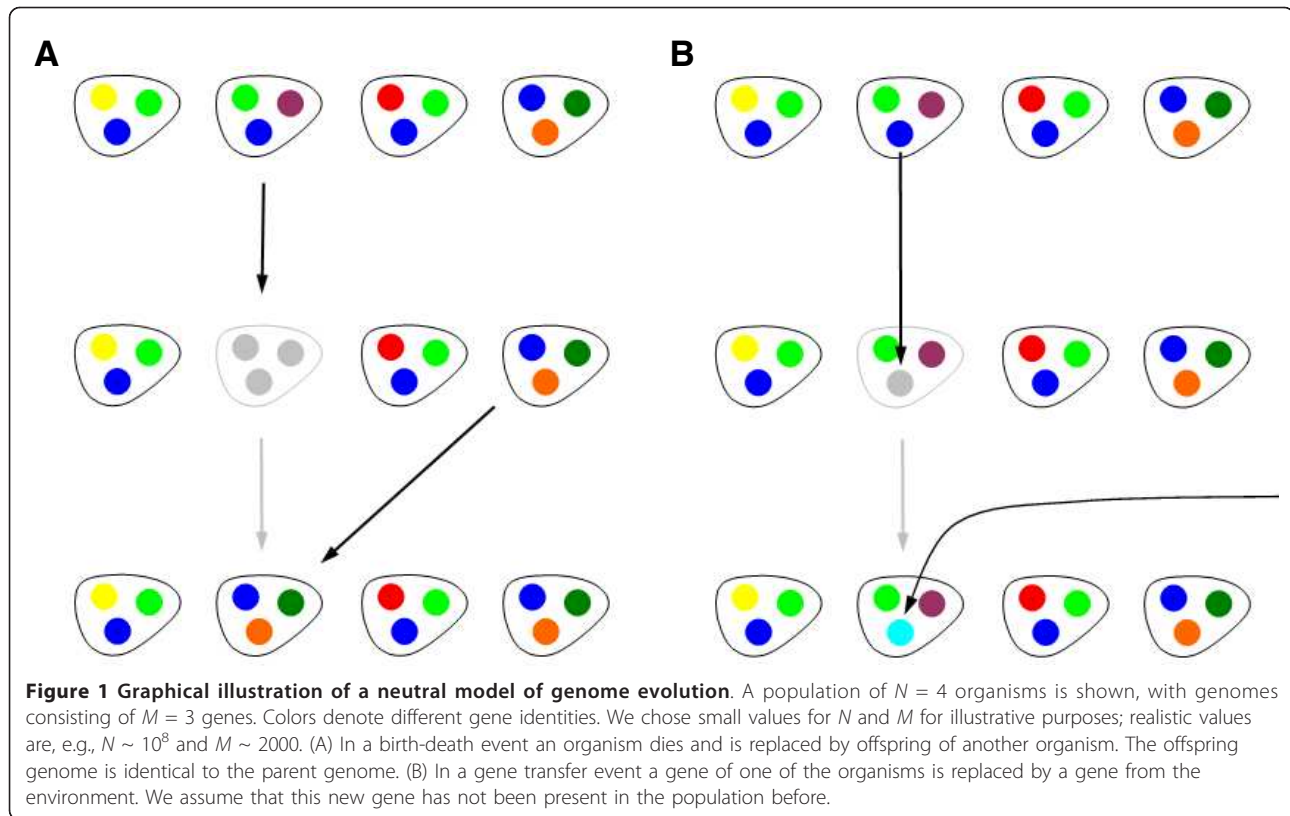 A
B
Figure 1 Graphical illustration of a neutral model of genome evolution. A population of N = 4 organisms is shown, with genomes
consisting of M = 3 genes. Colors denote different gene identities. We chose small values for N and M for illustrative purposes; realistic values
are, e.g., N ~ 10⁸ and M ~ 2000. (A) In a birth-death event an organism dies and is replaced by offspring of another organism. The offspring
genome is identical to the parent genome. (B) In a gene transfer event a gene of one of the organisms is replaced by a gene from the
environment. We assume that this new gene has not been present in the population before.